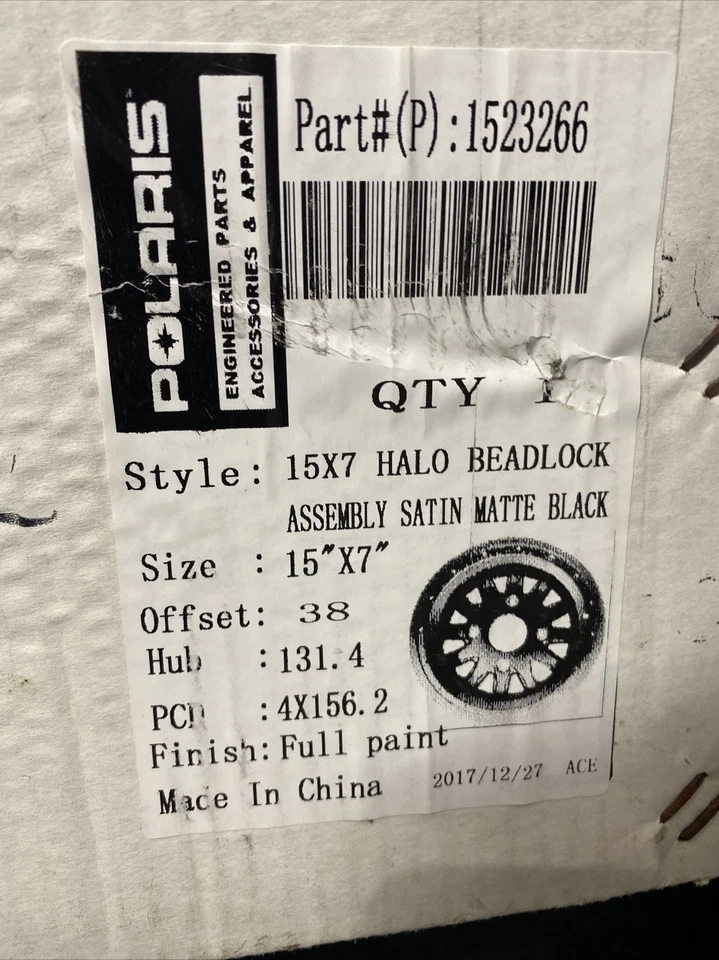 POLARIS
ENGINEERED PARTS
ACCESSORIES & APPAREL
Part#(P):1523266
QTY 1
Style: 15X7 HALO BEADLOCK
ASSEMBLY SATIN MATTE BLACK
Size : 15"X7"
Offset: 38
Hub : 131.4
PCD : 4X156.2
Finish: Full paint
Made In China
2017/12/27 ACE